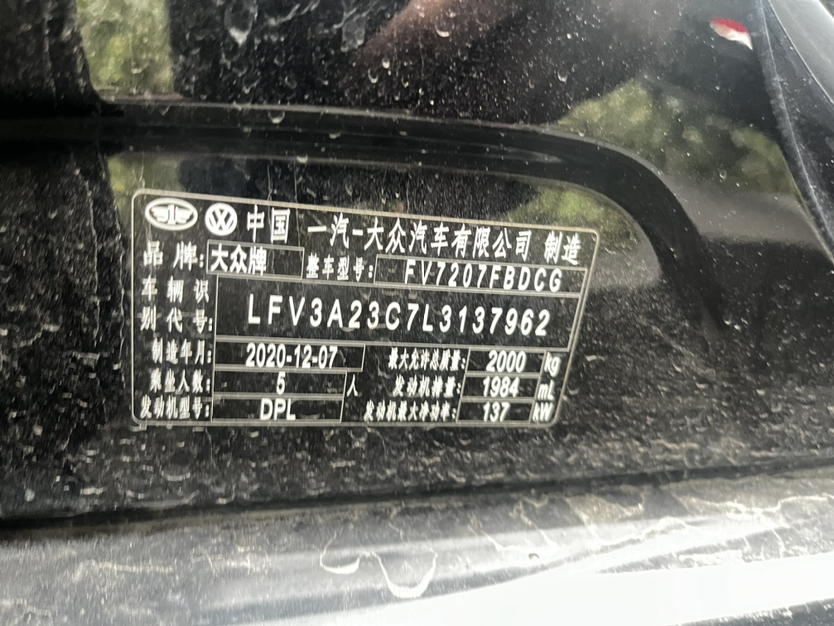 中国 一汽-大众汽车有限公司 制造
品牌: 大众牌 整车型号: FV7207FBDCG
车辆识别代号: LFV3A23C7L3137962
制造年月: 2020-12-07 最大允许总质量: 2000 kg
乘坐人数: 5 人 发动机排量: 1984 mL
发动机型号: DPL 发动机最大净功率: 137 kW